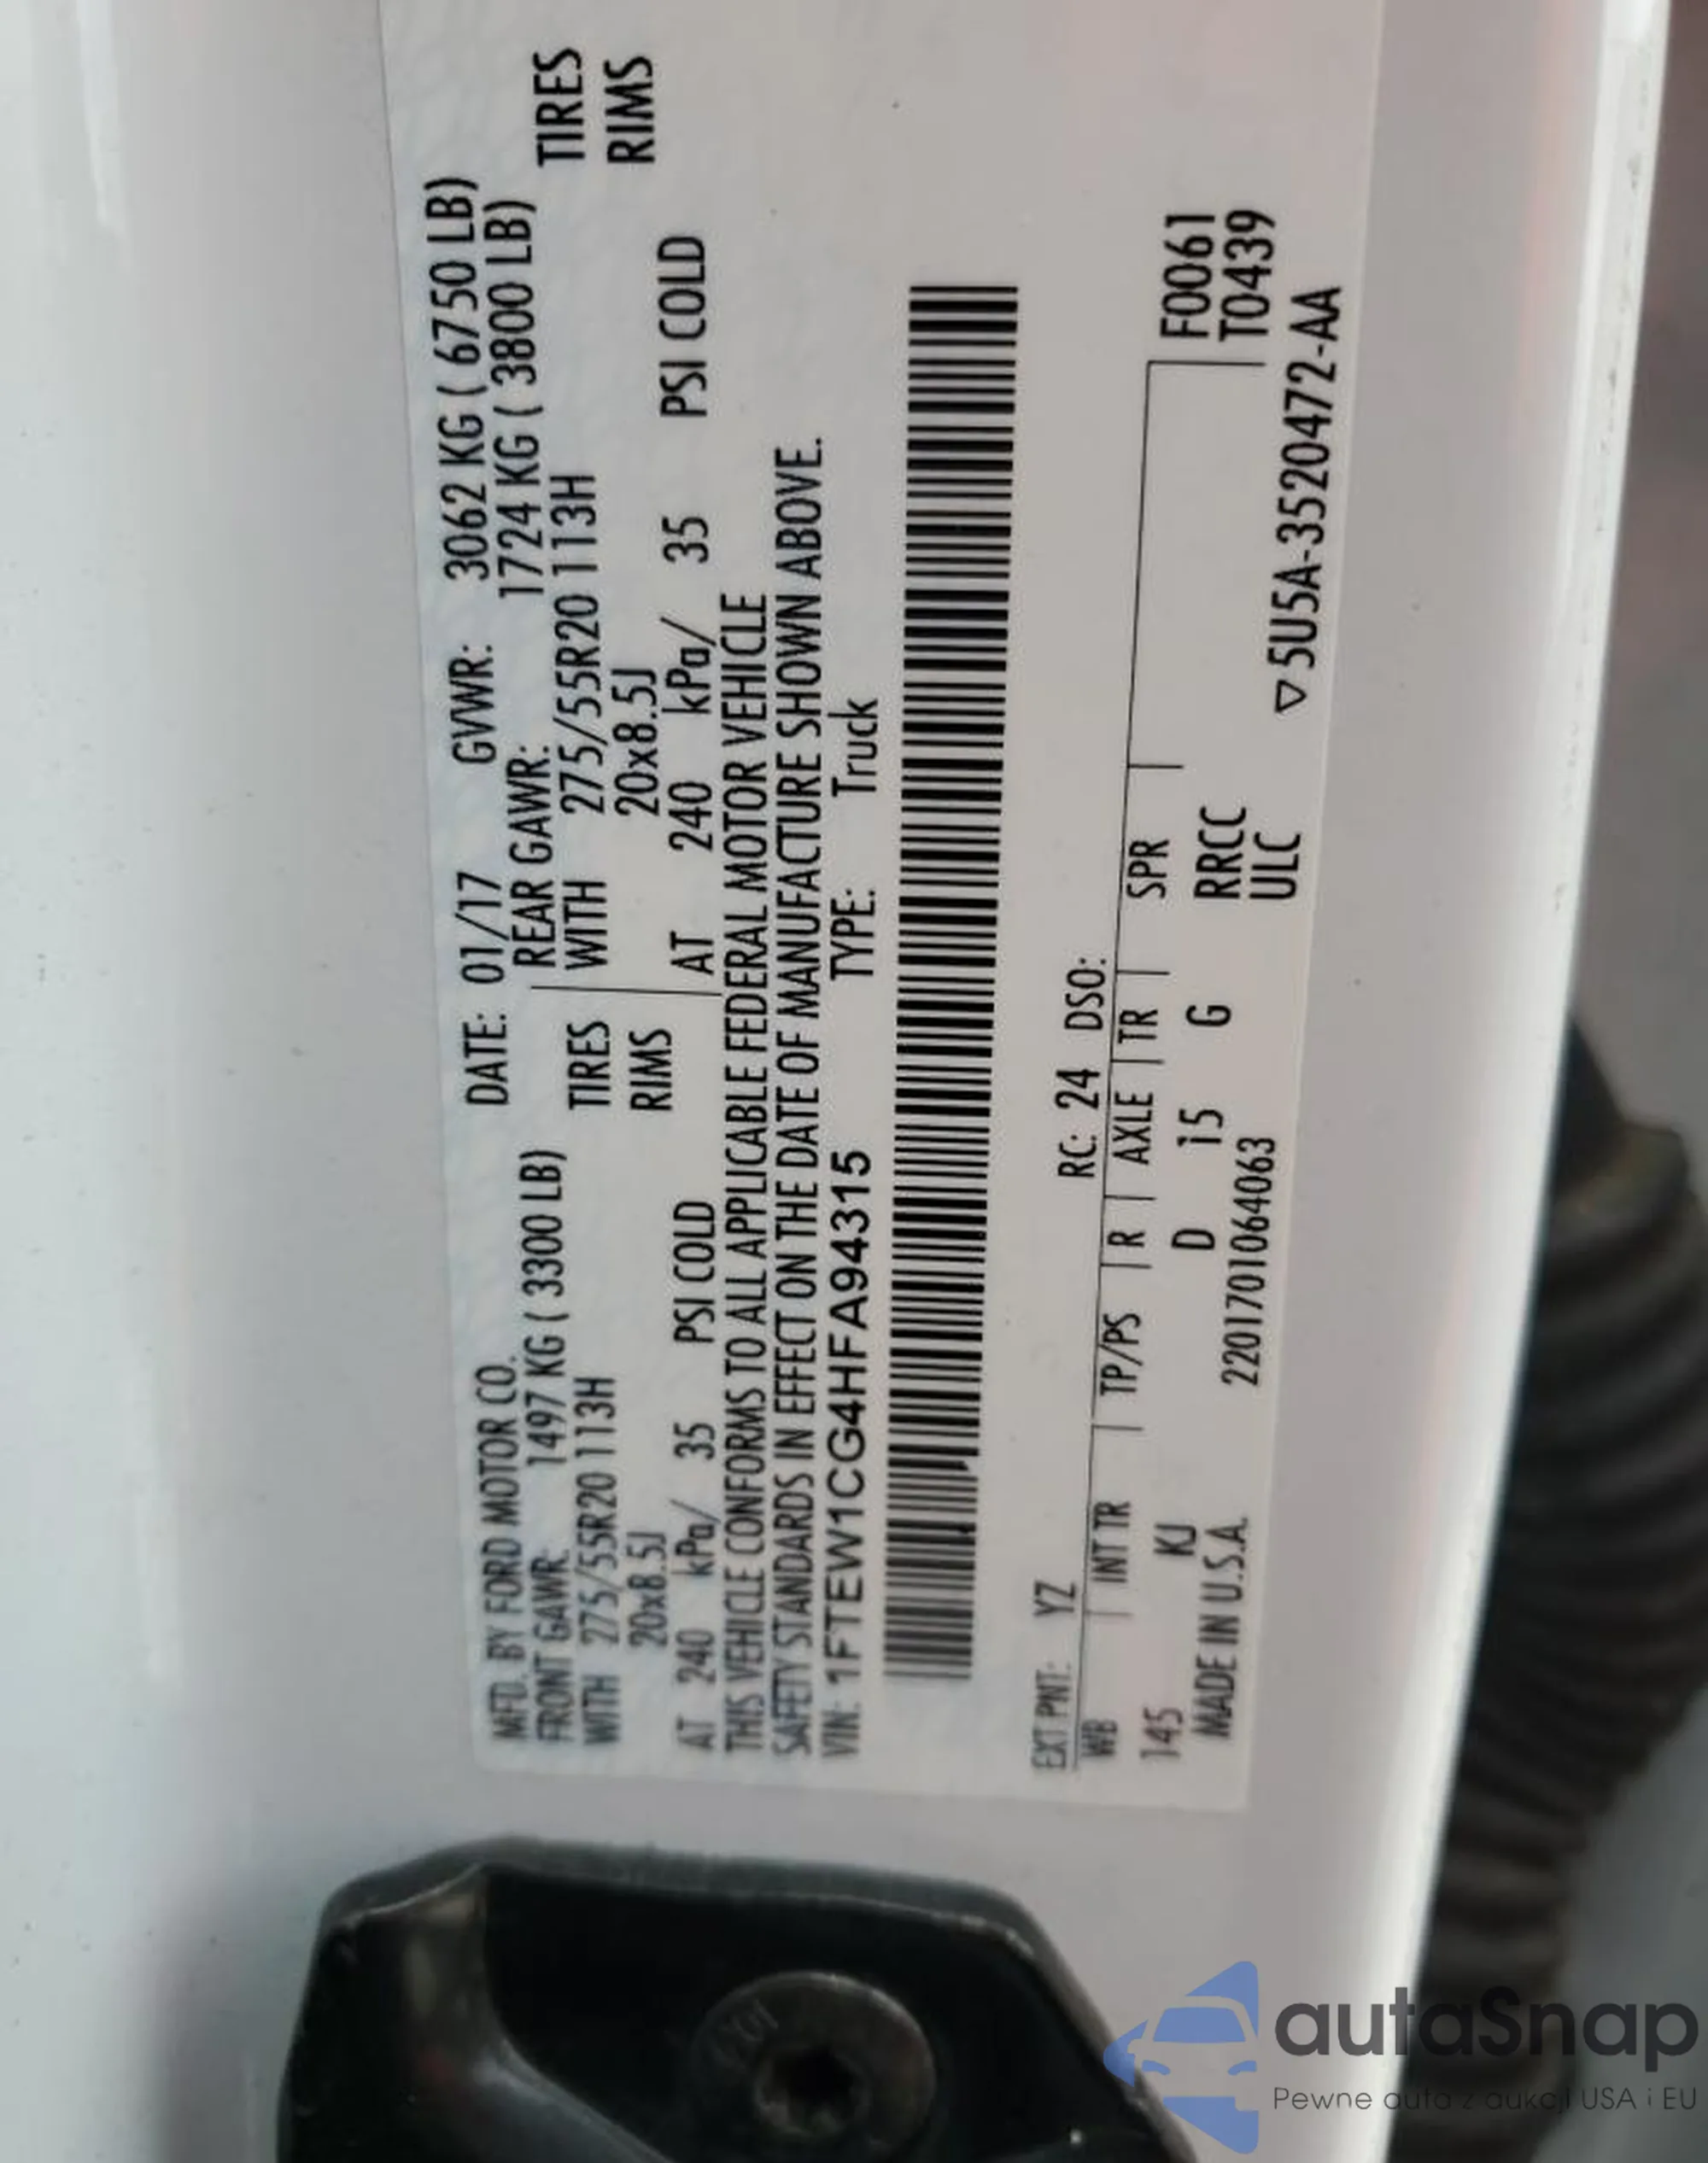 MFD. BY FORD MOTOR CO. DATE: 01/17 GVWR: 3062 KG ( 6750 LB)
FRONT GAWR: 1497 KG ( 3300 LB) REAR GAWR: 1724 KG ( 3800 LB)
WITH 275/55R20 113H TIRES WITH 275/55R20 113H TIRES
20x8.5J RIMS 20x8.5J RIMS
AT 240 kPa/ 35 PSI COLD AT 240 kPa/ 35 PSI COLD
THIS VEHICLE CONFORMS TO ALL APPLICABLE FEDERAL MOTOR VEHICLE
SAFETY STANDARDS IN EFFECT ON THE DATE OF MANUFACTURE SHOWN ABOVE.
VIN: 1FTEW1CG4HFA94315 TYPE: Truck
EXT PNT: YZ RC: 24 DSO:
WB INT TR TP/PS R AXLE TR SPR F0061
145 KJ D 15 G RRCC T0439
MADE IN U.S.A. 2201701064063 ULC ▽5U5A-3520472-AA
autaSnap
Pewne auta z aukcji USA i EU